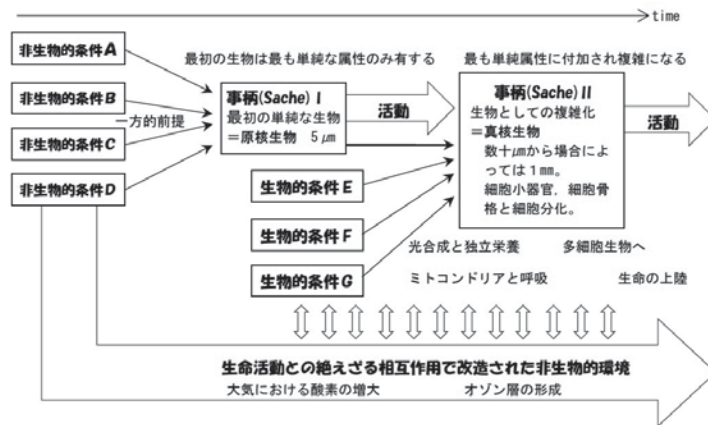 time
非生物的条件A
最初の生物は最も単純な属性のみ有する
最も単純属性に付加され複雑になる
非生物的条件B
一方的前提
非生物的条件C
非生物的条件D
事柄(Sache) I
最初の単純な生物
＝原核生物 5㎛
活動
事柄(Sache) II
生物としての複雑化
＝真核生物
数十㎛から場合によ
っては1㎜。
細胞小器官，細胞骨
格と細胞分化。
活動
生物的条件E
生物的条件F
生物的条件G
光合成と独立栄養
多細胞生物へ
ミトコンドリアと呼吸
生命の上陸
生命活動との絶えざる相互作用で改造された非生物的環境
大気における酸素の増大
オゾン層の形成